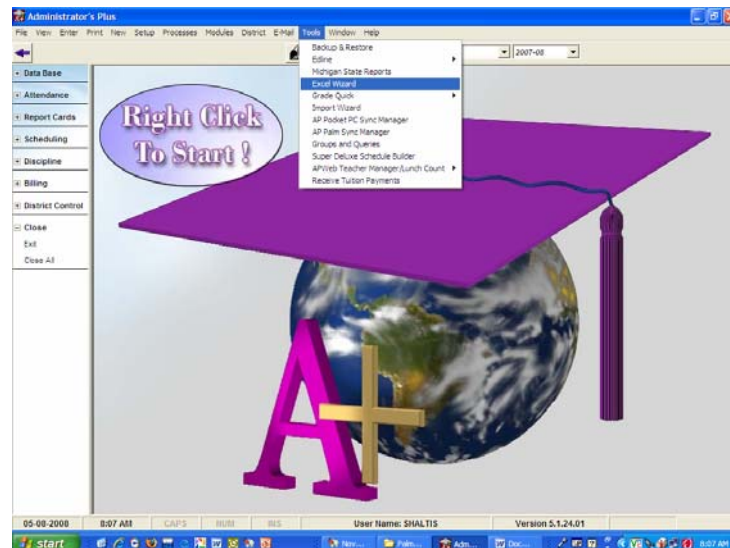 Administrator's Plus
File View Enter Print New Setup Processes Modules District E-Mail Tools Window Help
2007-08
Backup & Restore
Edline
Michigan State Reports
Excel Wizard
Grade Quick
Import Wizard
AP Pocket PC Sync Manager
AP Palm Sync Manager
Groups and Queries
Super Deluxe Schedule Builder
APWeb Teacher Manager/Lunch Count
Receive Tuition Payments
Data Base
Attendance
Report Cards
Scheduling
Discipline
Billing
District Control
Close
Exit
Close All
Right Click
To Start !
A+
05-08-2008 8:07 AM CAPS NUM INS User Name: SHALTIS Version 5.1.24.01
start Nov... Palm... Adm... Doc... 8:07 AM